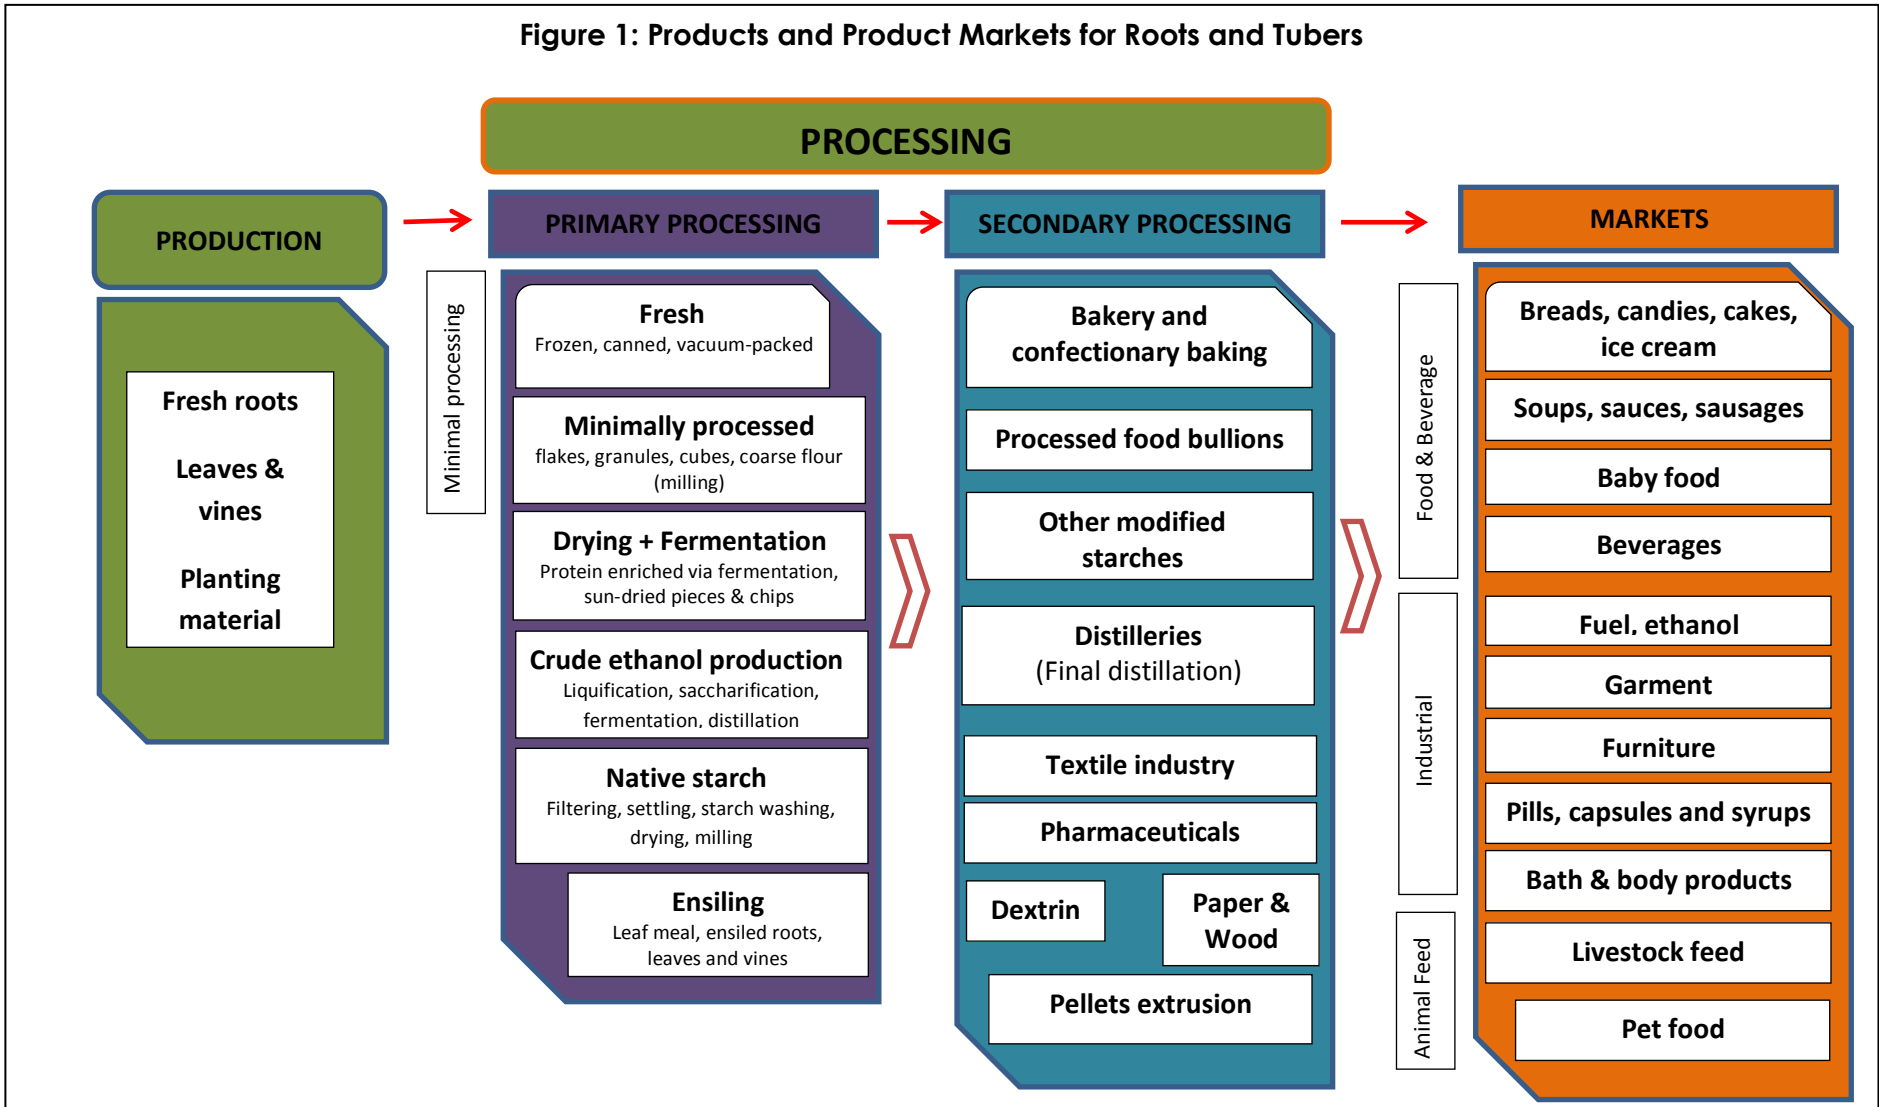 Figure 1: Products and Product Markets for Roots and Tubers
PROCESSING
PRODUCTION
PRIMARY PROCESSING
SECONDARY PROCESSING
MARKETS
Fresh roots
Leaves &
vines
Planting
material
Minimal processing
Fresh
Frozen, canned, vacuum-packed
Minimally processed
flakes, granules, cubes, coarse flour
(milling)
Drying + Fermentation
Protein enriched via fermentation,
sun-dried pieces & chips
Crude ethanol production
Liquification, saccharification,
fermentation, distillation
Native starch
Filtering, settling, starch washing,
drying, milling
Ensiling
Leaf meal, ensiled roots,
leaves and vines
Bakery and
confectionary baking
Processed food bullions
Other modified
starches
Distilleries
(Final distillation)
Textile industry
Pharmaceuticals
Dextrin
Paper &
Wood
Pellets extrusion
Food & Beverage
Industrial
Animal Feed
Breads, candies, cakes,
ice cream
Soups, sauces, sausages
Baby food
Beverages
Fuel, ethanol
Garment
Furniture
Pills, capsules and syrups
Bath & body products
Livestock feed
Pet food